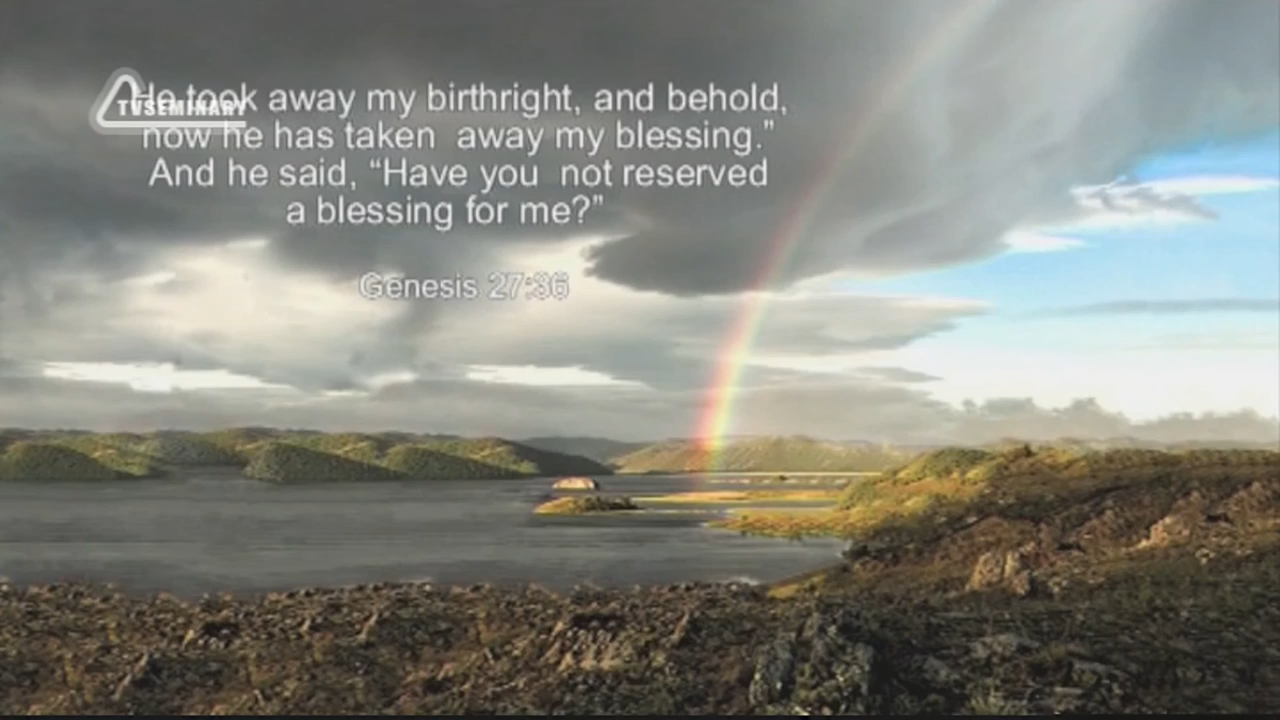 TVSEMINARY
He took away my birthright, and behold,
now he has taken  away my blessing.”
And he said, “Have you  not reserved
a blessing for me?”
Genesis 27:36